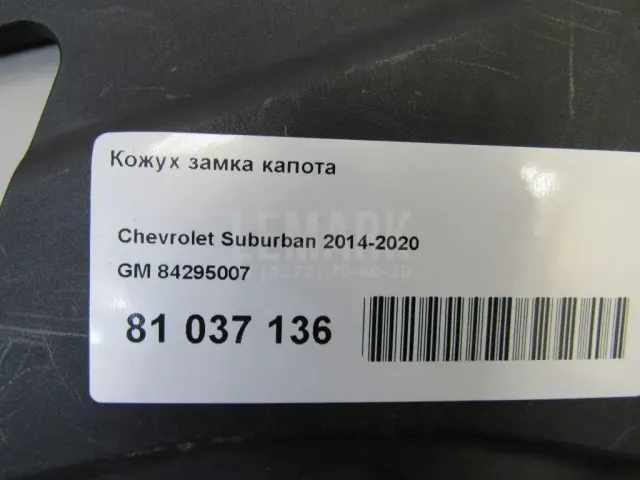 Кожух замка капота
LEMARK
Chevrolet Suburban 2014-2020
GM 84295007
81 037 136